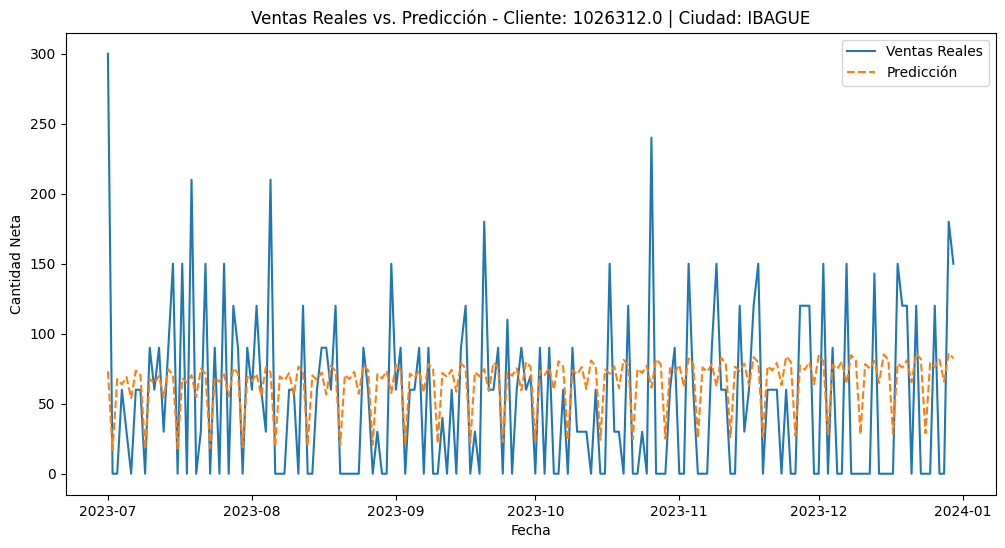 Ventas Reales vs. Predicción - Cliente: 1026312.0 | Ciudad: IBAGUE
Ventas Reales
Predicción
Cantidad Neta
300
250
200
150
100
50
0
2023-07
2023-08
2023-09
2023-10
2023-11
2023-12
2024-01
Fecha